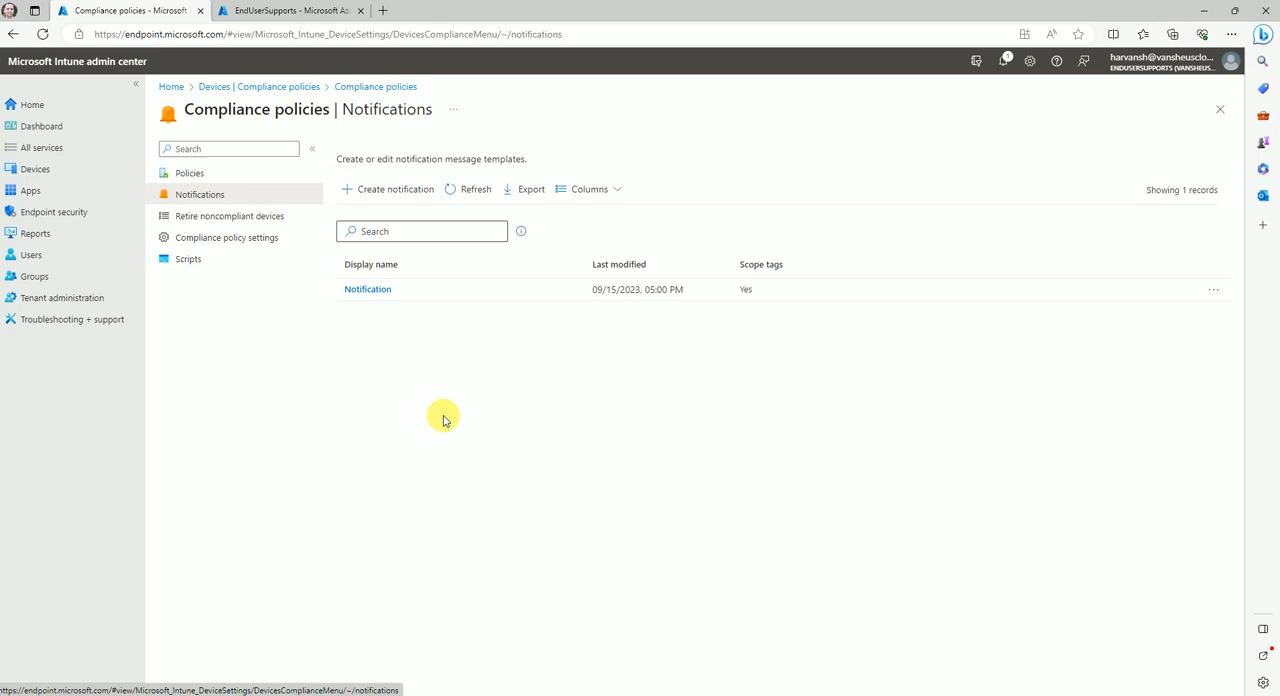 Compliance policies - Microsoft
EndUserSupports - Microsoft Az
https://endpoint.microsoft.com/#view/Microsoft_Intune_DeviceSettings/DevicesComplianceMenu/~/notifications
Microsoft Intune admin center
1
harvansh@vansheusclo...
ENDUSERSUPPORTS (VANSHEUS...
Home
Dashboard
All services
Devices
Apps
Endpoint security
Reports
Users
Groups
Tenant administration
Troubleshooting + support
Home > Devices | Compliance policies > Compliance policies
Compliance policies | Notifications ...
Search
Policies
Notifications
Retire noncompliant devices
Compliance policy settings
Scripts
Create or edit notification message templates.
Create notification Refresh Export Columns
Showing 1 records
Search
Display name Last modified Scope tags
Notification 09/15/2023, 05:00 PM Yes ...
https://endpoint.microsoft.com/#view/Microsoft_Intune_DeviceSettings/DevicesComplianceMenu/~/notifications